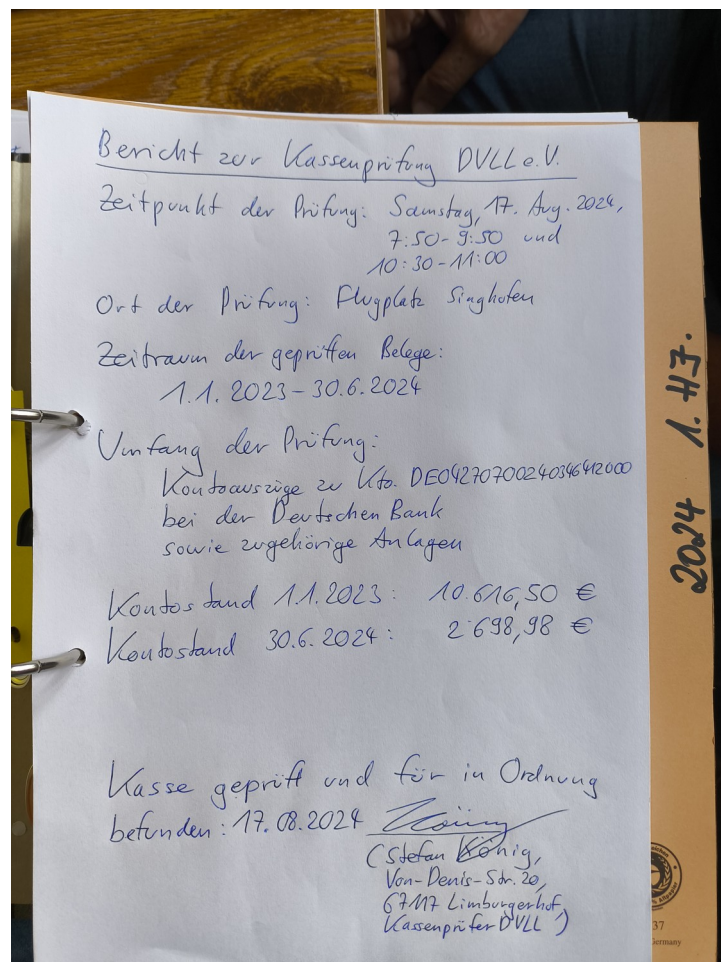 Bericht zur Kassenprüfung DVLL e.V.
Zeitpunkt der Prüfung: Samstag, 17. Aug. 2024,
7:50-9:50 und
10:30-11:00
Ort der Prüfung: Flugplatz Singhofen
Zeitraum der geprüften Belege:
1.1.2023-30.6.2024
Umfang der Prüfung:
Kontoauszüge zu Kto. DE04270700240346412000
bei der Deutschen Bank
sowie zugehörige Anlagen
Kontostand 1.1.2023: 10.616,50 €
Kontostand 30.6.2024: 2.698,98 €
Kasse geprüft und für in Ordnung
befunden: 17.08.2024
(Stefan König,
Von-Denis-Str. 20,
67117 Limburgerhof,
Kassenprüfer DVLL)
2024 1. HJ.
37
Germany